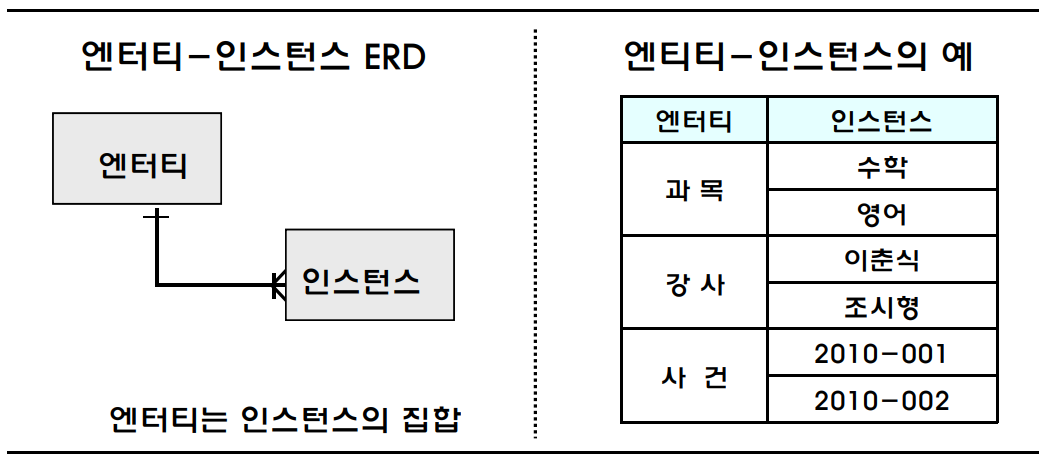 엔터티-인스턴스 ERD
엔터티
인스턴스
엔터티는 인스턴스의 집합
엔티티-인스턴스의 예
엔터티 인스턴스
과 목
수학
영어
강 사
이춘식
조시형
사 건
2010-001
2010-002